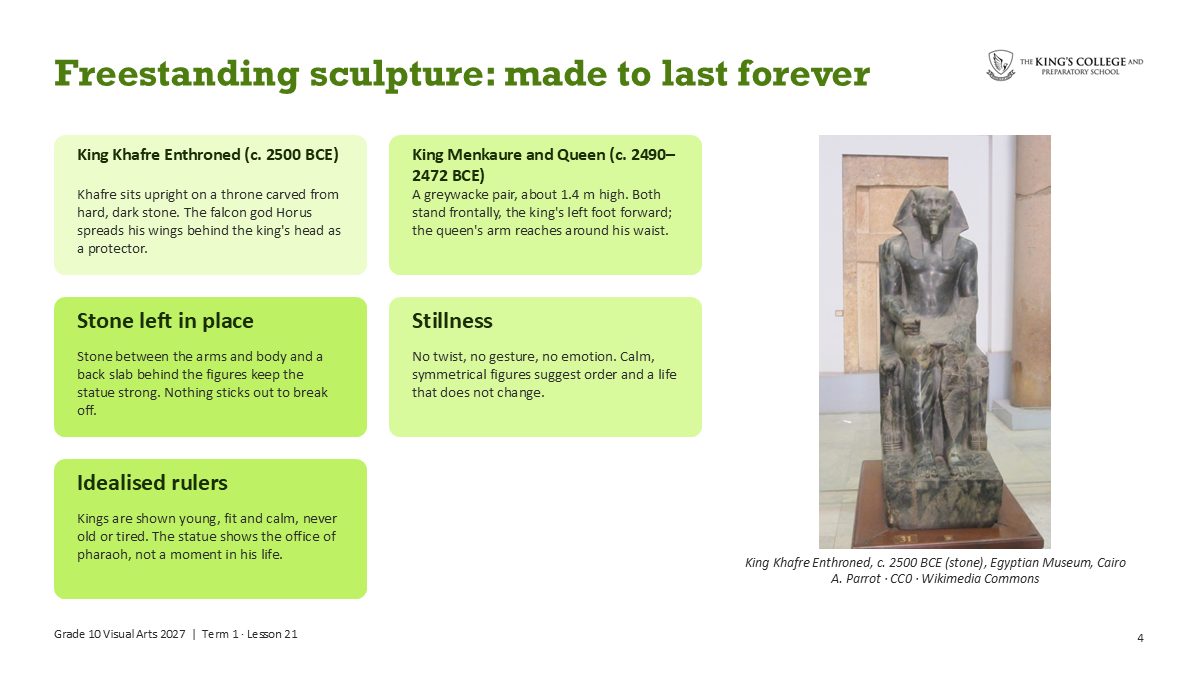 Freestanding sculpture: made to last forever
THE KING'S COLLEGE AND
PREPARATORY SCHOOL
King Khafre Enthroned (c. 2500 BCE)
Khafre sits upright on a throne carved from
hard, dark stone. The falcon god Horus
spreads his wings behind the king's head as
a protector.
King Menkaure and Queen (c. 2490–
2472 BCE)
A greywacke pair, about 1.4 m high. Both
stand frontally, the king's left foot forward;
the queen's arm reaches around his waist.
Stone left in place
Stone between the arms and body and a
back slab behind the figures keep the
statue strong. Nothing sticks out to break
off.
Stillness
No twist, no gesture, no emotion. Calm,
symmetrical figures suggest order and a life
that does not change.
Idealised rulers
Kings are shown young, fit and calm, never
old or tired. The statue shows the office of
pharaoh, not a moment in his life.
31
King Khafre Enthroned, c. 2500 BCE (stone), Egyptian Museum, Cairo
A. Parrot · CC0 · Wikimedia Commons
Grade 10 Visual Arts 2027 | Term 1 · Lesson 21
4